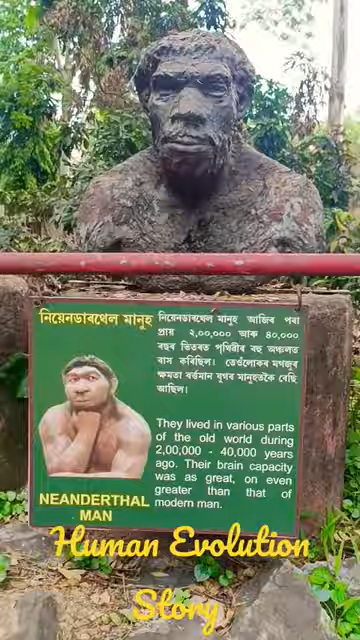 নিয়েনডাৰথেল মানুহ
নিয়েনডাৰথেল মানুহ আজিৰ পৰা
প্ৰায় ২,০০,০০০ আৰু ৪০,০০০
বছৰ ভিতৰত পৃথিৱীৰ বহু অঞ্চলত
বাস কৰিছিল। তেওঁলোকৰ মগজুৰ
ক্ষমতা বৰ্ত্তমান যুগৰ মানুহতকৈ বেছি
আছিল।
They lived in various parts
of the old world during
2,00,000 - 40,000 years
ago. Their brain capacity
was as great, on even
greater than that of
modern man.
NEANDERTHAL
MAN
Human Evolution
Story